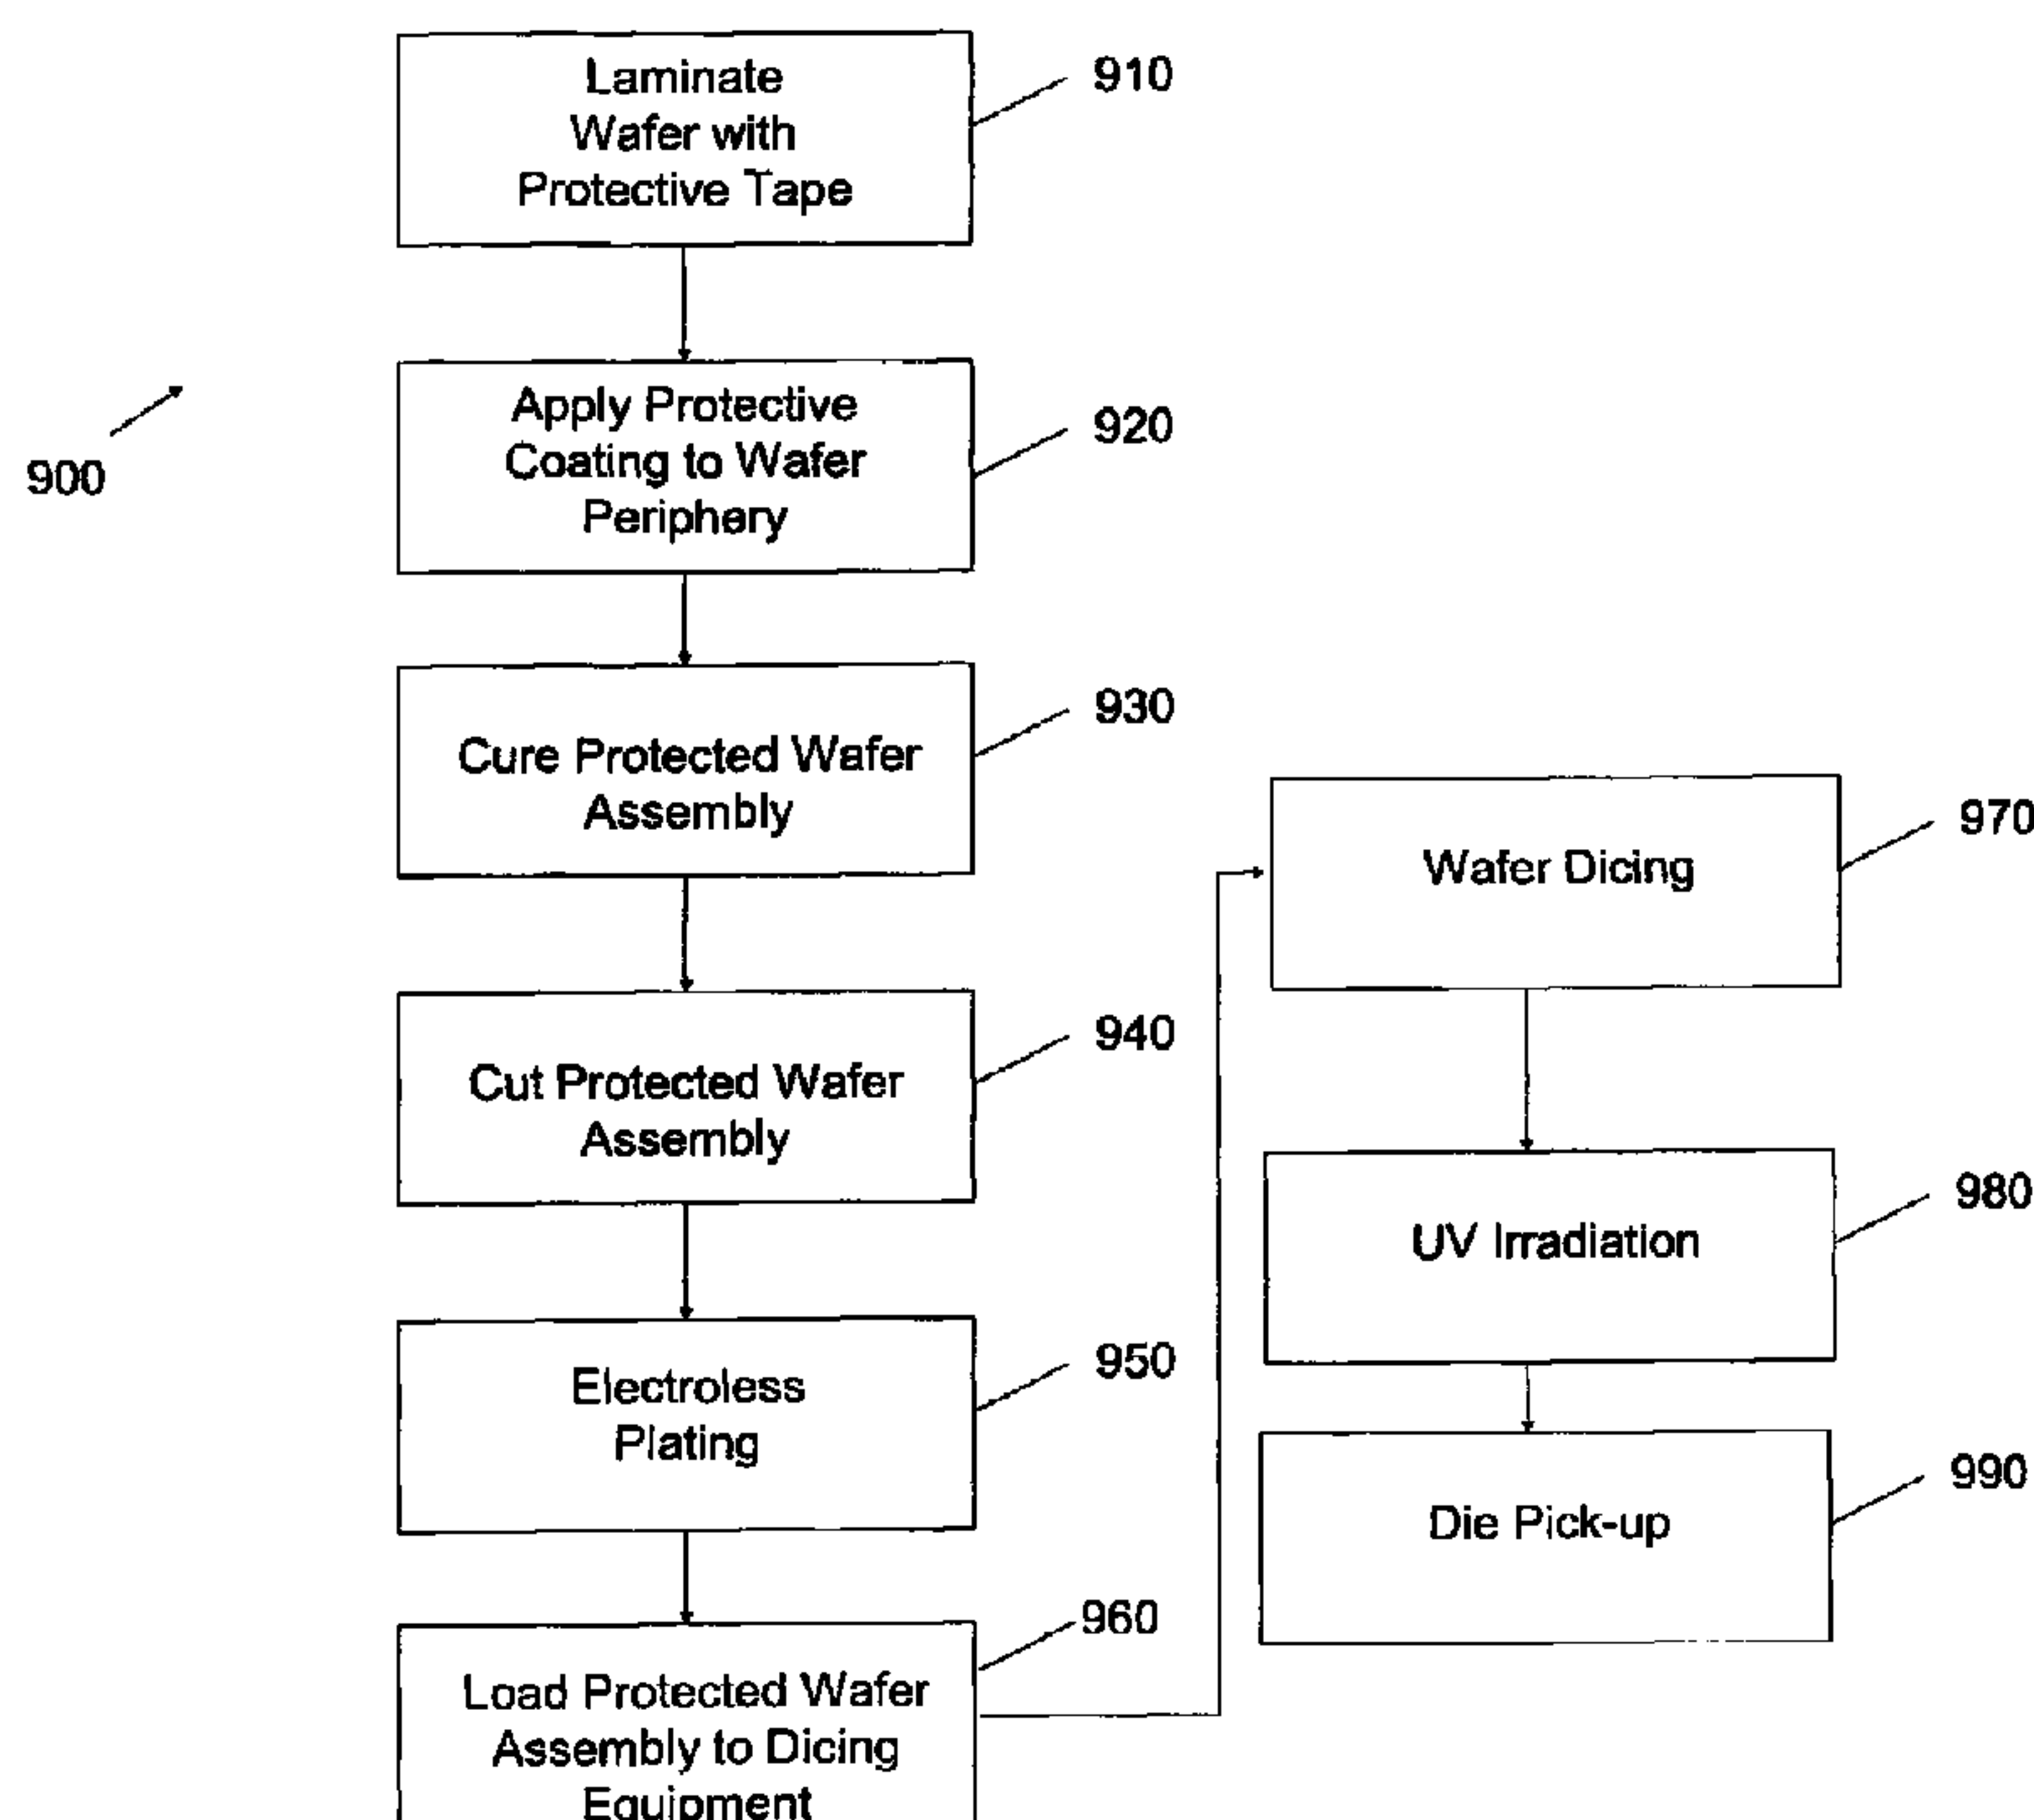 Laminate
Wafer with
Protective Tape
910
Apply Protective
Coating to Wafer
Periphery
920
900
Cure Protected Wafer
Assembly
930
Cut Protected Wafer
Assembly
940
Electroless
Plating
950
Load Protected Wafer
Assembly to Dicing
Equipment
960
Wafer Dicing
970
UV Irradiation
980
Die Pick-up
990